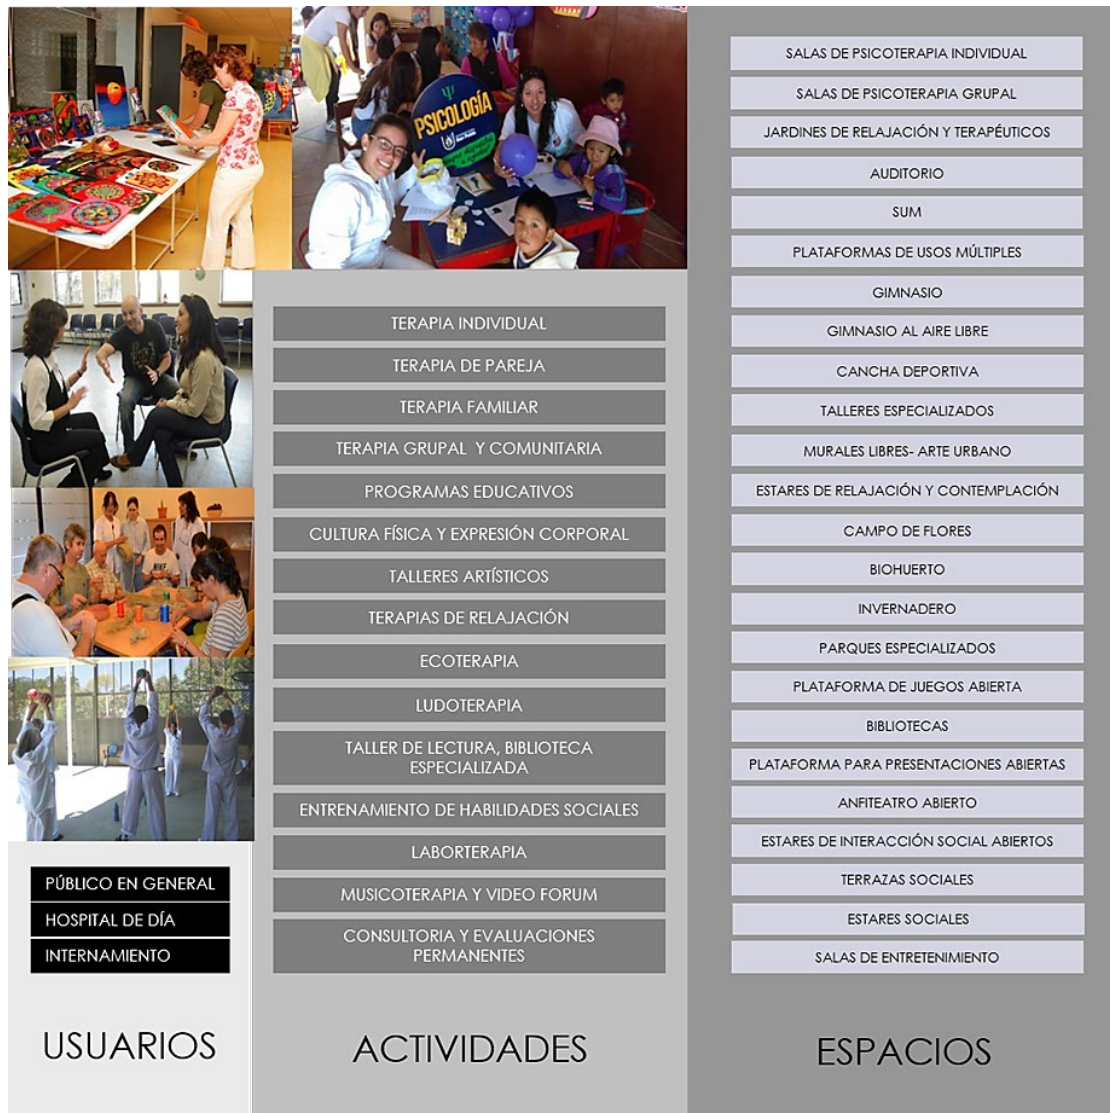 PSICOLOGÍA
PÚBLICO EN GENERAL
HOSPITAL DE DÍA
INTERNAMIENTO
USUARIOS
TERAPIA INDIVIDUAL
TERAPIA DE PAREJA
TERAPIA FAMILIAR
TERAPIA GRUPAL Y COMUNITARIA
PROGRAMAS EDUCATIVOS
CULTURA FÍSICA Y EXPRESIÓN CORPORAL
TALLERES ARTÍSTICOS
TERAPIAS DE RELAJACIÓN
ECOTERAPIA
LUDOTERAPIA
TALLER DE LECTURA, BIBLIOTECA
ESPECIALIZADA
ENTRENAMIENTO DE HABILIDADES SOCIALES
LABORTERAPIA
MUSICOTERAPIA Y VIDEO FORUM
CONSULTORIA Y EVALUACIONES
PERMANENTES
ACTIVIDADES
SALAS DE PSICOTERAPIA INDIVIDUAL
SALAS DE PSICOTERAPIA GRUPAL
JARDINES DE RELAJACIÓN Y TERAPÉUTICOS
AUDITORIO
SUM
PLATAFORMAS DE USOS MÚLTIPLES
GIMNASIO
GIMNASIO AL AIRE LIBRE
CANCHA DEPORTIVA
TALLERES ESPECIALIZADOS
MURALES LIBRES- ARTE URBANO
ESTARES DE RELAJACIÓN Y CONTEMPLACIÓN
CAMPO DE FLORES
BIOHUERTO
INVERNADERO
PARQUES ESPECIALIZADOS
PLATAFORMA DE JUEGOS ABIERTA
BIBLIOTECAS
PLATAFORMA PARA PRESENTACIONES ABIERTAS
ANFITEATRO ABIERTO
ESTARES DE INTERACCIÓN SOCIAL ABIERTOS
TERRAZAS SOCIALES
ESTARES SOCIALES
SALAS DE ENTRETENIMIENTO
ESPACIOS